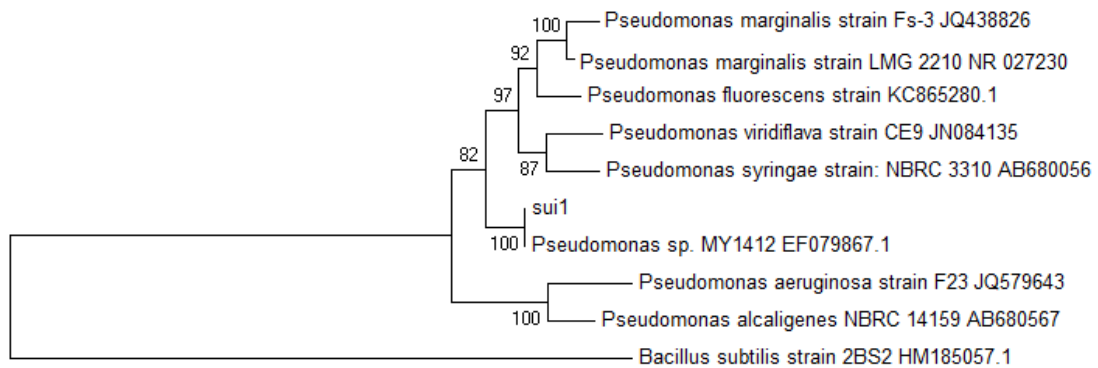 Pseudomonas marginalis strain Fs-3 JQ438826
100
Pseudomonas marginalis strain LMG 2210 NR 027230
92
Pseudomonas fluorescens strain KC865280.1
97
Pseudomonas viridiflava strain CE9 JN084135
82
87
Pseudomonas syringae strain: NBRC 3310 AB680056
sui1
100
Pseudomonas sp. MY1412 EF079867.1
Pseudomonas aeruginosa strain F23 JQ579643
100
Pseudomonas alcaligenes NBRC 14159 AB680567
Bacillus subtilis strain 2BS2 HM185057.1